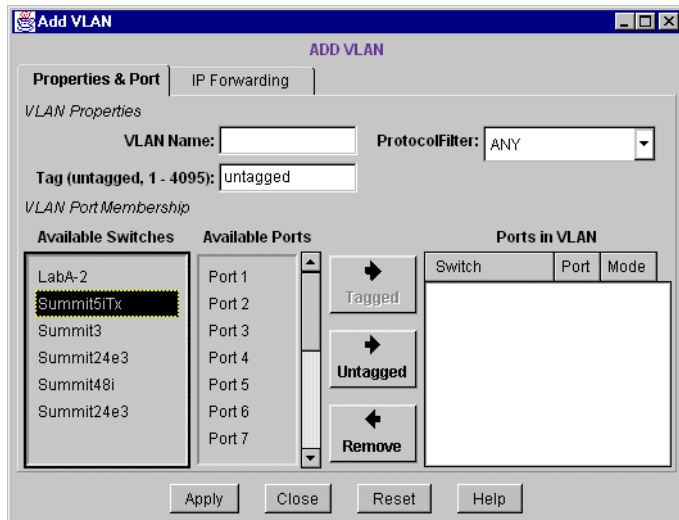 Add VLAN
ADD VLAN
Properties & Port IP Forwarding
VLAN Properties
VLAN Name: ProtocolFilter: ANY
Tag (untagged, 1 - 4095): untagged
VLAN Port Membership
Available Switches Available Ports Ports in VLAN
Switch Port Mode
LabA-2 Port 1
Tagged
Summit5iTx Port 2
Summit3 Port 3
Summit24e3 Port 4
Untagged
Summit48i Port 5
Summit24e3 Port 6
Port 7
Remove
Apply Close Reset Help